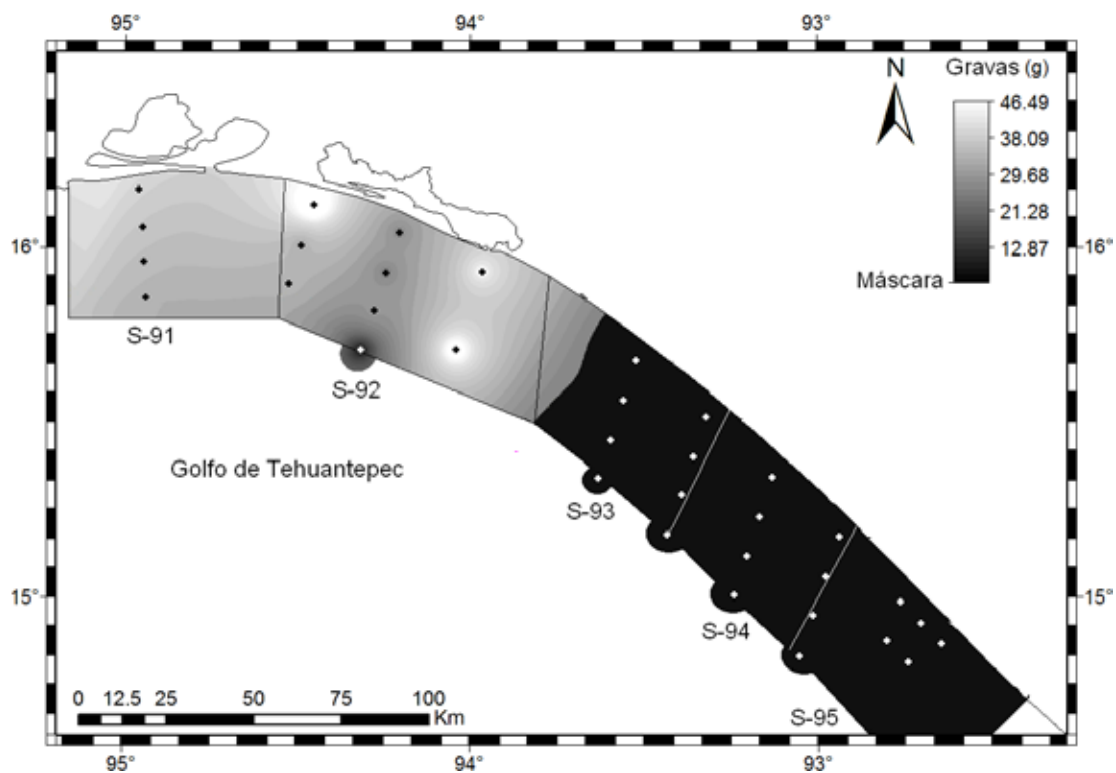 95° 94° 93°
N
Gravas (g)
46.49
38.09
29.68
21.28
12.87
Máscara
16° 16°
S-91
S-92
Golfo de Tehuantepec
S-93
15° 15°
S-94
S-95
0 12.5 25 50 75 100
Km
95° 94° 93°